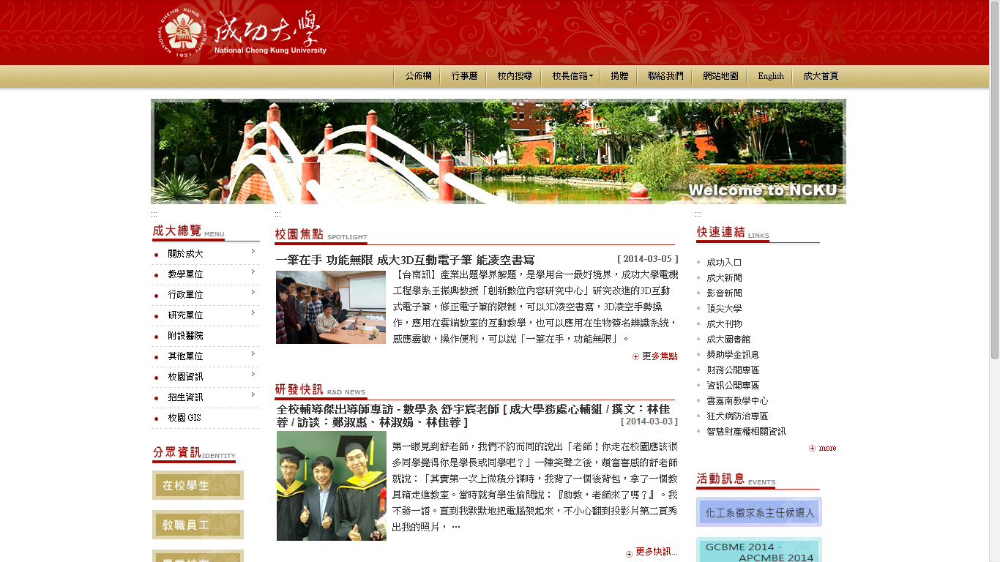 NATIONAL CHENG KUNG UNIVERSITY 1931
成功大學
National Cheng Kung University
公佈欄 行事曆 校內搜尋 校長信箱 捐贈 聯絡我們 網站地圖 English 成大首頁
Welcome to NCKU
:::
成大總覽 MENU
關於成大
教學單位
行政單位
研究單位
附設醫院
其他單位
校園資訊
招生資訊
校園 GIS
分眾資訊 IDENTITY
在校學生
教職員工
:::
校園焦點 SPOTLIGHT
一筆在手 功能無限 成大3D互動電子筆 能凌空書寫 [ 2014-03-05 ]
【台南訊】產業出題學界解題，是學用合一最好境界，成功大學電機
工程學系王振興教授「創新數位內容研究中心」研究改進的3D互動
式電子筆，修正電子筆的限制，可以3D凌空書寫，3D凌空手勢操
作，應用在雲端教室的互動教學，也可以應用在生物簽名辨識系統，
感應靈敏，操作便利，可以說「一筆在手，功能無限」。
更多焦點
研發快訊 R&D NEWS
全校輔導傑出導師專訪 - 數學系 舒宇宸老師 [ 成大學務處心輔組 / 撰文：林佳
蓉 / 訪談：鄭淑惠、林淑娟、林佳蓉 ] [ 2014-03-03 ]
第一眼見到舒老師，我們不約而同的說出「老師！你走在校園應該很
多同學覺得你是學長或同學吧？」一陣笑聲之後，頗富喜感的舒老師
就說：「其實第一次上微積分課時，我背了一個後背包，拿了一個教
具箱走進教室。當時就有學生偷問說：『助教，老師來了嗎？』。我
不發一語。直到我默默地把電腦架起來，不小心翻到投影片第二頁秀
出我的照片， …
更多快訊...
:::
快速連結 LINKS
成功入口
成大新聞
影音新聞
頂尖大學
成大刊物
成大圖書館
獎助學金訊息
財務公開專區
資訊公開專區
雲嘉南教學中心
狂犬病防治專區
智慧財產權相關資訊
more
活動訊息 EVENTS
化工系徵求系主任候選人
GCBME 2014 ·
APCMBE 2014